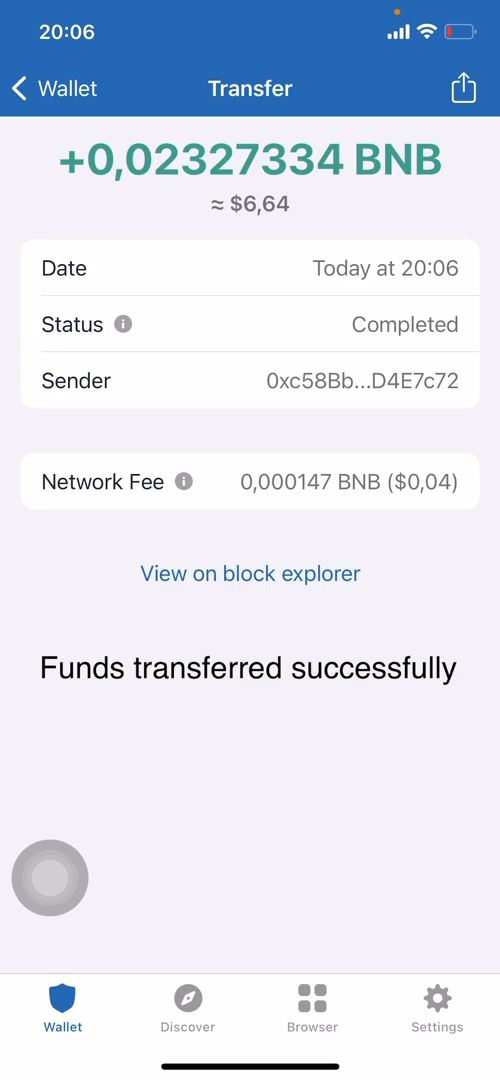 20:06
Wallet
Transfer
+0,02327334 BNB
≈ $6,64
Date
Today at 20:06
Status
Completed
Sender
0xc58Bb...D4E7c72
Network Fee
0,000147 BNB ($0,04)
View on block explorer
Funds transferred successfully
Wallet
Discover
Browser
Settings